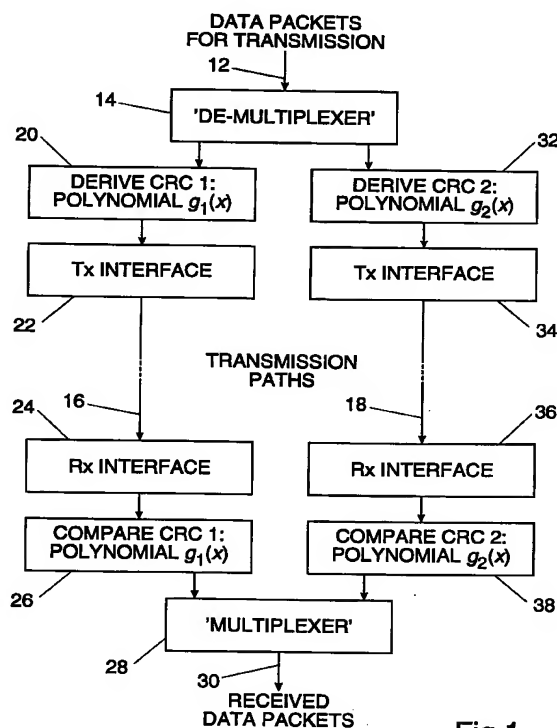 DATA PACKETS
FOR TRANSMISSION
12
14
'DE-MULTIPLEXER'
20
32
DERIVE CRC 1:
POLYNOMIAL g1(x)
DERIVE CRC 2:
POLYNOMIAL g2(x)
Tx INTERFACE
Tx INTERFACE
22
34
TRANSMISSION
PATHS
16
18
24
36
Rx INTERFACE
Rx INTERFACE
COMPARE CRC 1:
POLYNOMIAL g1(x)
COMPARE CRC 2:
POLYNOMIAL g2(x)
26
38
'MULTIPLEXER'
28
30
RECEIVED
DATA PACKETS
Fig 1